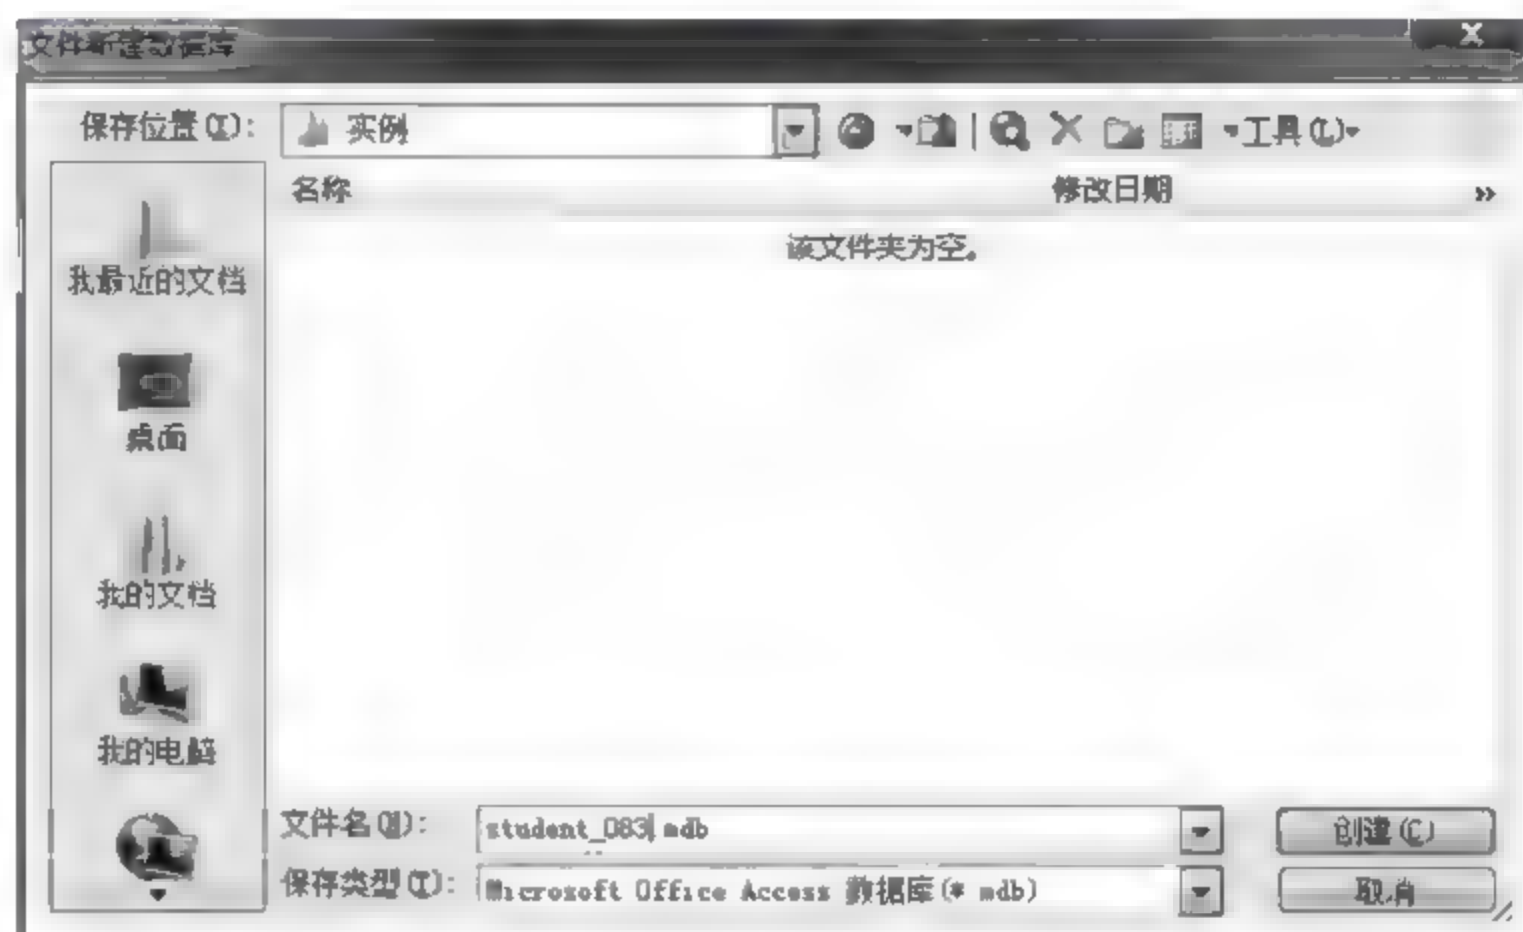 文件新建数据库
保存位置(I): 实例 工具(L)
名称 修改日期 »
该文件夹为空。
我最近的文档
桌面
我的文档
我的电脑
文件名(N): student_083.mdb 创建(C)
保存类型(T): Microsoft Office Access 数据库(*.mdb) 取消